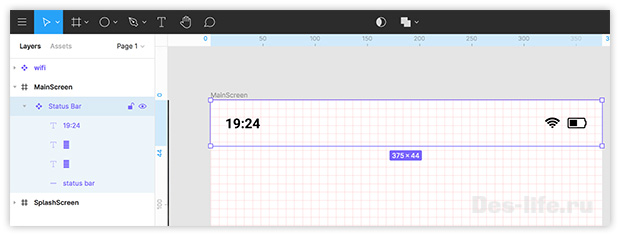 Layers Assets Page 1
wifi
MainScreen
Status Bar
19:24
status bar
SplashScreen
0 50 100 150 200 250 300 350
0
44
100
MainScreen
19:24
375 × 44
Des-life.ru